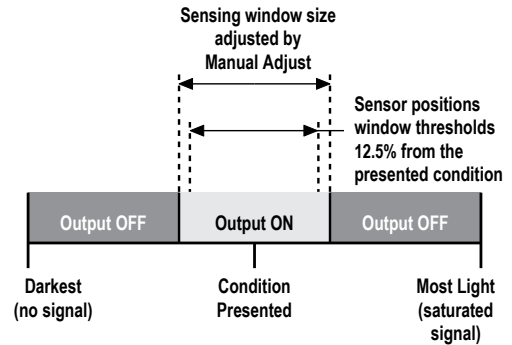 Sensing window size
adjusted by
Manual Adjust
Sensor positions
window thresholds
12.5% from the
presented condition
Output OFF
Output ON
Output OFF
Darkest
(no signal)
Condition
Presented
Most Light
(saturated
signal)